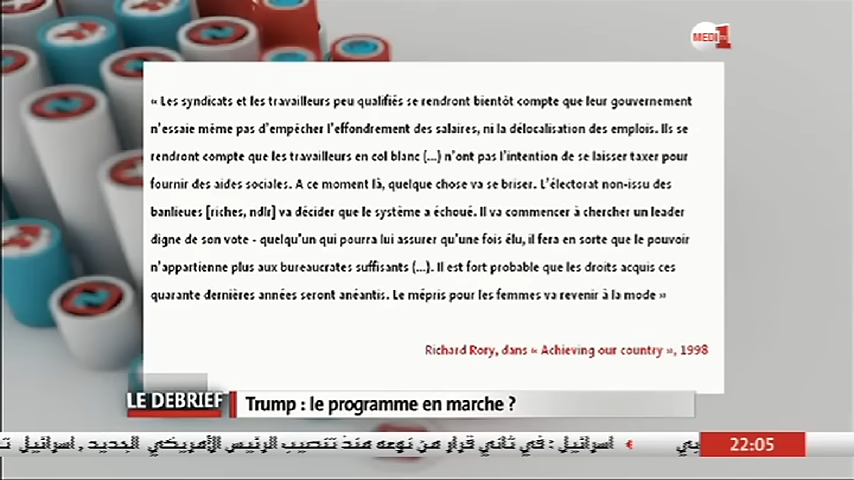 MEDI 1
« Les syndicats et les travailleurs peu qualifiés se rendront bientôt compte que leur gouvernement
n'essaie même pas d'empêcher l'effondrement des salaires, ni la délocalisation des emplois. Ils se
rendront compte que les travailleurs en col blanc (...) n'ont pas l'intention de se laisser taxer pour
fournir des aides sociales. A ce moment là, quelque chose va se briser. L'électorat non-issu des
banlieues [riches, ndlr] va décider que le système a échoué. Il va commencer à chercher un leader
digne de son vote - quelqu'un qui pourra lui assurer qu'une fois élu, il fera en sorte que le pouvoir
n'appartienne plus aux bureaucrates suffisants (...). Il est fort probable que les droits acquis ces
quarante dernières années seront anéantis. Le mépris pour les femmes va revenir à la mode »
Richard Rory, dans « Achieving our country », 1998
LE DEBRIEF
Trump : le programme en marche ?
اسرائيل : في ثاني قرار من نوعه منذ تنصيب الرئيس الأمريكي الجديد , اسرائيل
22:05